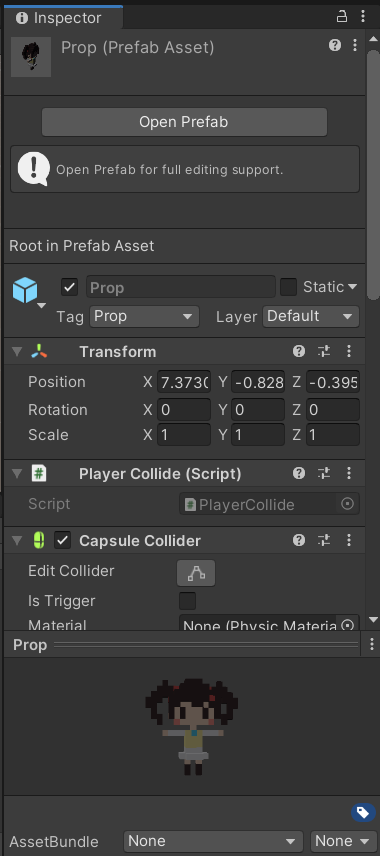 Inspector
Prop (Prefab Asset)
Open Prefab
Open Prefab for full editing support.
Root in Prefab Asset
Prop
Static
Tag Prop Layer Default
Transform
Position X 7.3730 Y -0.828 Z -0.395
Rotation X 0 Y 0 Z 0
Scale X 1 Y 1 Z 1
Player Collide (Script)
Script PlayerCollide
Capsule Collider
Edit Collider
Is Trigger
Material None (Physic Materia
Prop
AssetBundle None None